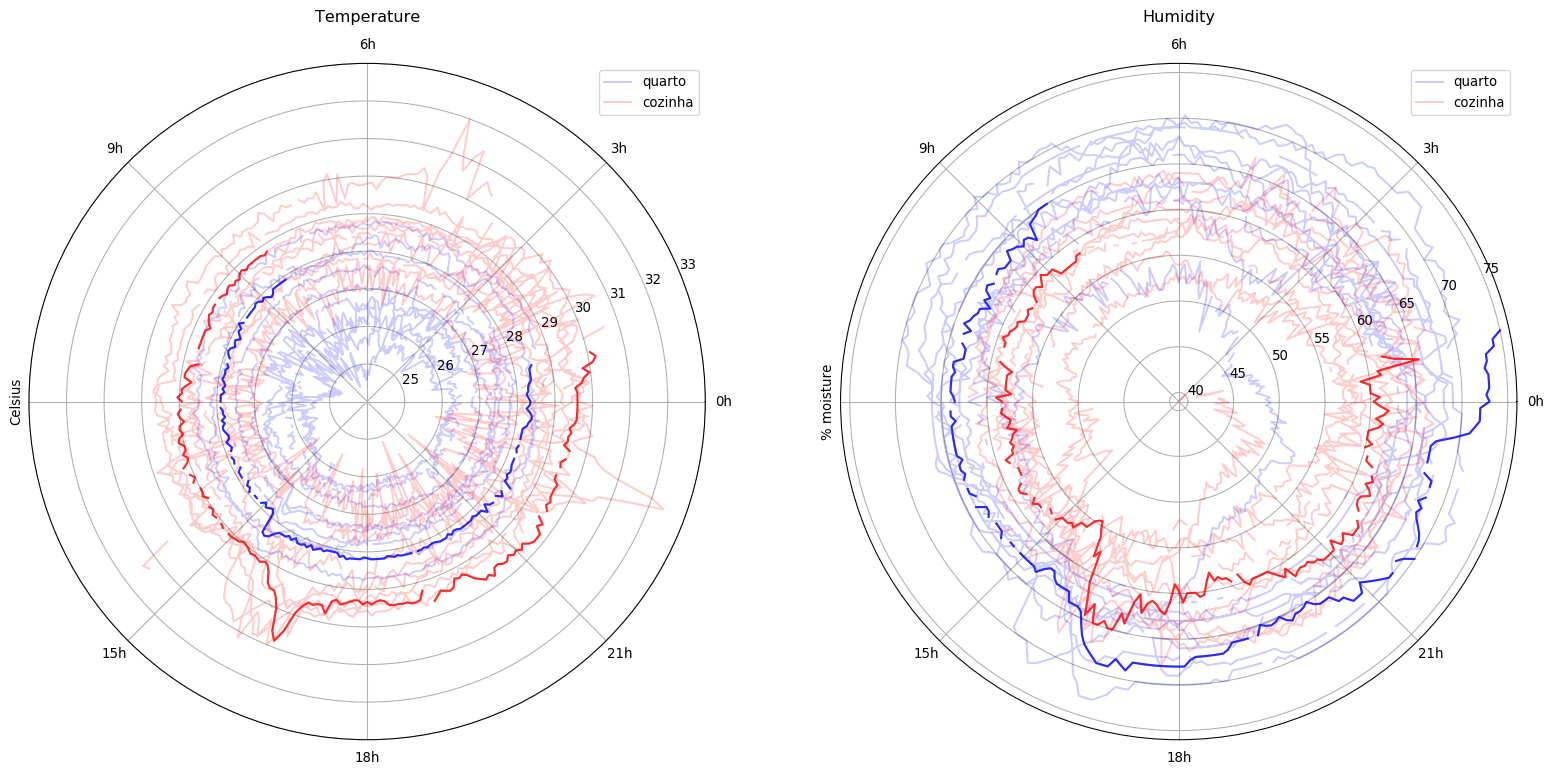 Temperature
6h
quarto
cozinha
9h
3h
33
32
31
30
29
28
27
26
25
0h
Celsius
15h
21h
18h
Humidity
6h
quarto
cozinha
9h
3h
75
70
65
60
55
50
45
40
0h
% moisture
15h
21h
18h